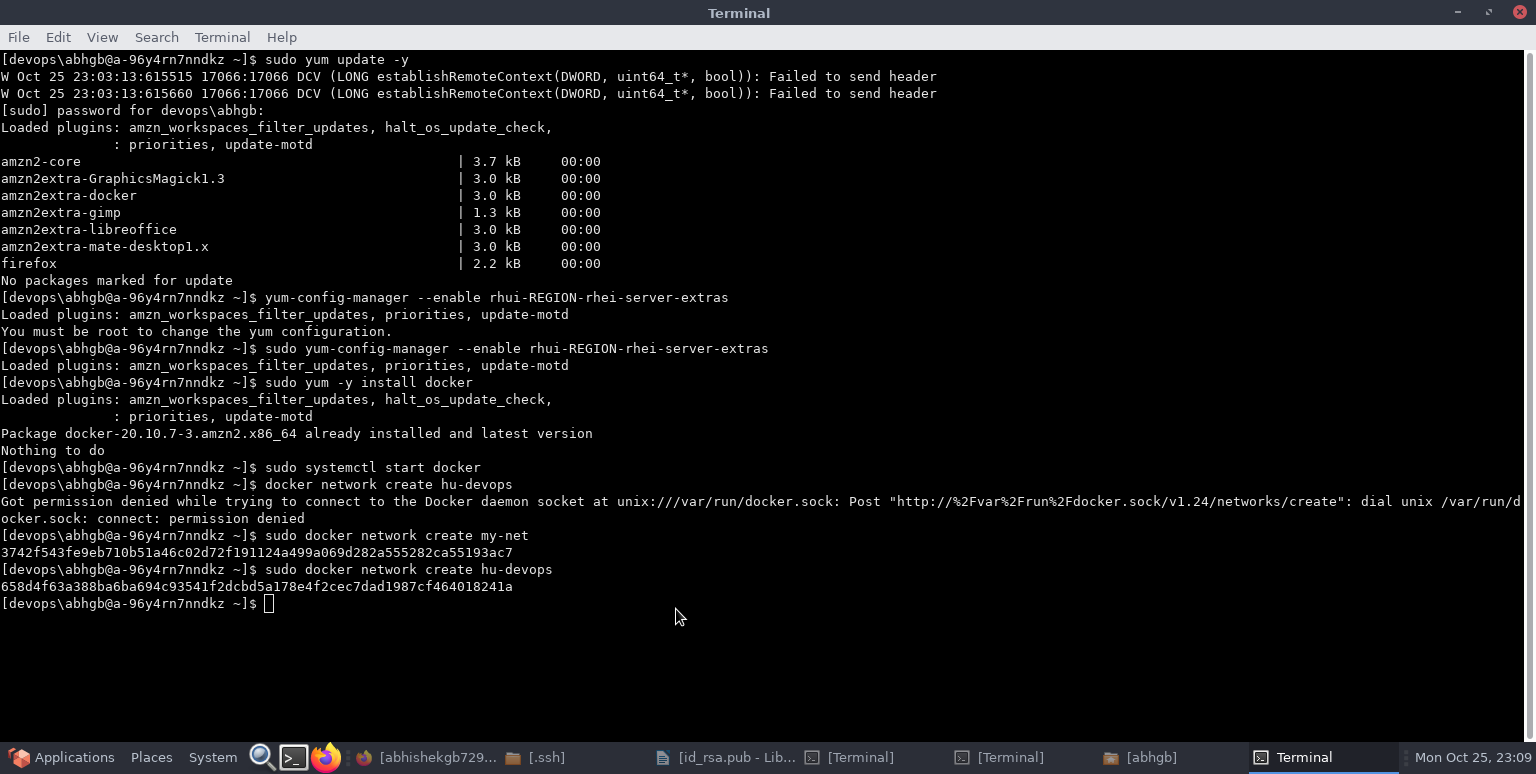 Terminal
File Edit View Search Terminal Help
[devops\abhgb@a-96y4rn7nndkz ~]$ sudo yum update -y
W Oct 25 23:03:13:615515 17066:17066 DCV (LONG establishRemoteContext(DWORD, uint64_t*, bool)): Failed to send header
W Oct 25 23:03:13:615660 17066:17066 DCV (LONG establishRemoteContext(DWORD, uint64_t*, bool)): Failed to send header
[sudo] password for devops\abhgb:
Loaded plugins: amzn_workspaces_filter_updates, halt_os_update_check,
              : priorities, update-motd
amzn2-core                                               | 3.7 kB     00:00
amzn2extra-GraphicsMagick1.3                             | 3.0 kB     00:00
amzn2extra-docker                                        | 3.0 kB     00:00
amzn2extra-gimp                                          | 1.3 kB     00:00
amzn2extra-libreoffice                                   | 3.0 kB     00:00
amzn2extra-mate-desktop1.x                               | 3.0 kB     00:00
firefox                                                  | 2.2 kB     00:00
No packages marked for update
[devops\abhgb@a-96y4rn7nndkz ~]$ yum-config-manager --enable rhui-REGION-rhei-server-extras
Loaded plugins: amzn_workspaces_filter_updates, priorities, update-motd
You must be root to change the yum configuration.
[devops\abhgb@a-96y4rn7nndkz ~]$ sudo yum-config-manager --enable rhui-REGION-rhei-server-extras
Loaded plugins: amzn_workspaces_filter_updates, priorities, update-motd
[devops\abhgb@a-96y4rn7nndkz ~]$ sudo yum -y install docker
Loaded plugins: amzn_workspaces_filter_updates, halt_os_update_check,
              : priorities, update-motd
Package docker-20.10.7-3.amzn2.x86_64 already installed and latest version
Nothing to do
[devops\abhgb@a-96y4rn7nndkz ~]$ sudo systemctl start docker
[devops\abhgb@a-96y4rn7nndkz ~]$ docker network create hu-devops
Got permission denied while trying to connect to the Docker daemon socket at unix:///var/run/docker.sock: Post "http://%2Fvar%2Frun%2Fdocker.sock/v1.24/networks/create": dial unix /var/run/d
ocker.sock: connect: permission denied
[devops\abhgb@a-96y4rn7nndkz ~]$ sudo docker network create my-net
3742f543fe9eb710b51a46c02d72f191124a499a069d282a555282ca55193ac7
[devops\abhgb@a-96y4rn7nndkz ~]$ sudo docker network create hu-devops
658d4f63a388ba6ba694c93541f2dcbd5a178e4f2cec7dad1987cf464018241a
[devops\abhgb@a-96y4rn7nndkz ~]$
Applications Places System [abhishekgb729... [.ssh] [id_rsa.pub - Lib... [Terminal] [Terminal] [abhgb] Terminal Mon Oct 25, 23:09